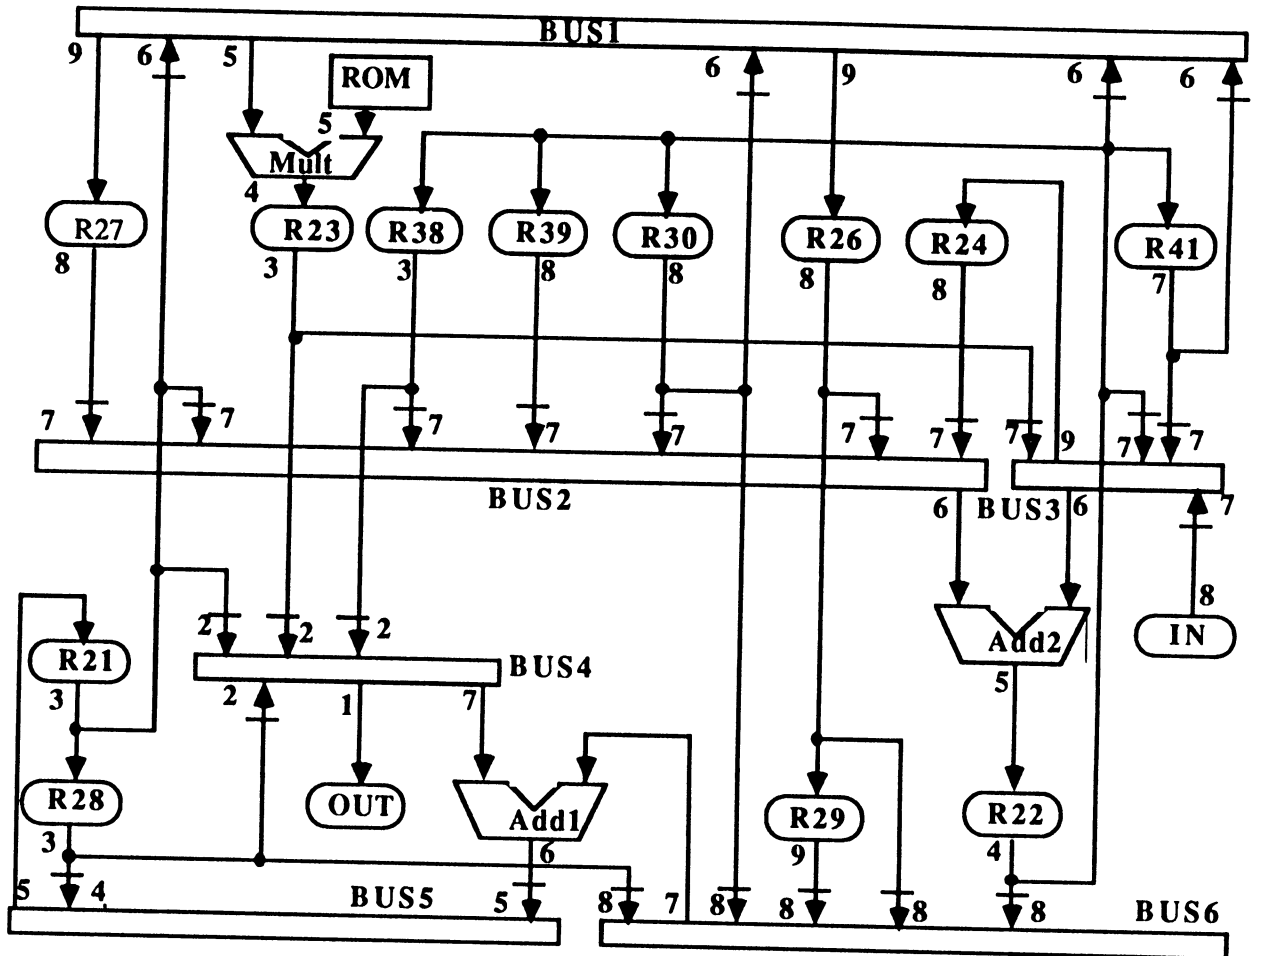 BUS1
9 6 5 6 9 6 6
ROM
5
Mult
4
R27 R23 R38 R39 R30 R26 R24 R41
8 3 3 8 8 8 8 7
7 7 7 7 7 7 7 7 9 7 7
BUS2 6 BUS3 6 7
8
2 2 2
R21 BUS4 Add2 IN
3 2 1 7 5
R28 OUT Add1 R29 R22
3 6 9 4
5 4 BUS5 5 8 7 8 8 8 8 BUS6